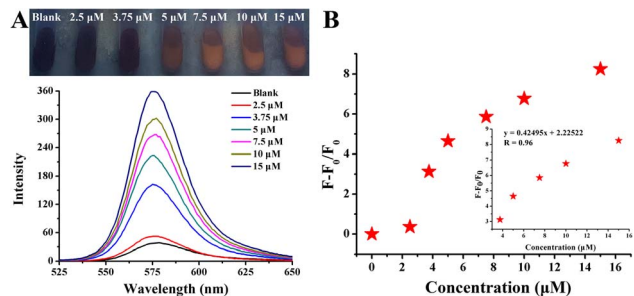 A
Blank 2.5 μM 3.75 μM 5 μM 7.5 μM 10 μM 15 μM
360
300
240
180
120
60
0
Intensity
Blank
2.5 μM
3.75 μM
5 μM
7.5 μM
10 μM
15 μM
525 550 575 600 625 650
Wavelength (nm)
B
8
6
4
2
0
F-F0/F0
0 2 4 6 8 10 12 14 16
Concentration (μM)
y = 0.42495x + 2.22522
R = 0.96
9
8
7
6
5
4
3
F-F0/F0
4 6 8 10 12 14 16
Concentration (μM)